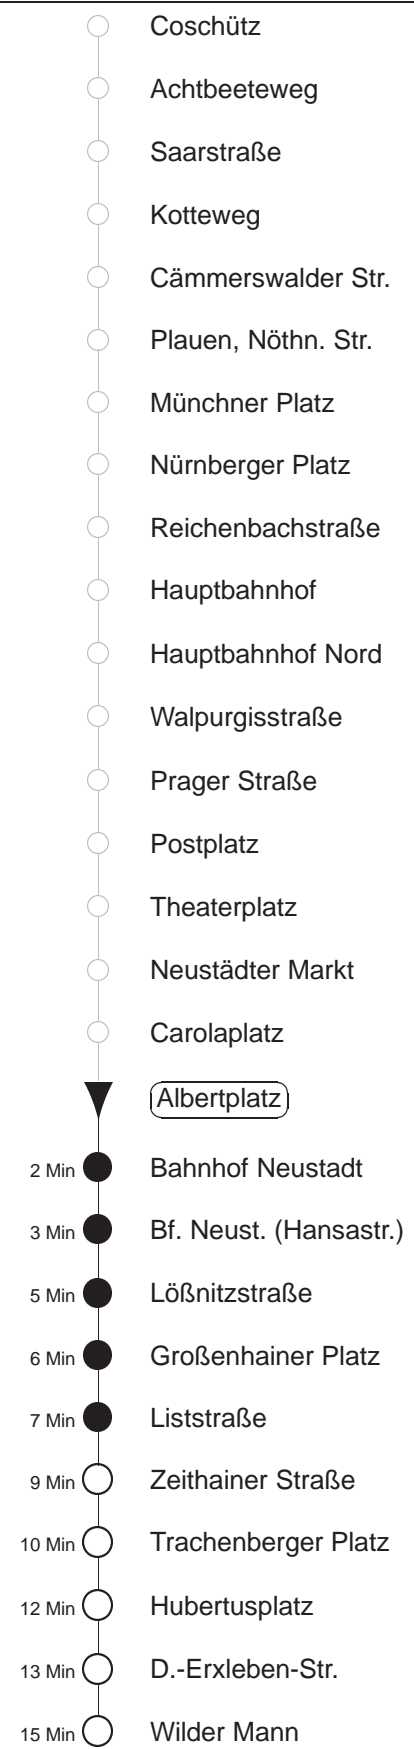 Coschütz
Achtbeeteweg
Saarstraße
Kotteweg
Cämmerswalder Str.
Plauen, Nöthn. Str.
Münchner Platz
Nürnberger Platz
Reichenbachstraße
Hauptbahnhof
Hauptbahnhof Nord
Walpurgisstraße
Prager Straße
Postplatz
Theaterplatz
Neustädter Markt
Carolaplatz
Albertplatz
2 Min Bahnhof Neustadt
3 Min Bf. Neust. (Hansastr.)
5 Min Lößnitzstraße
6 Min Großenhainer Platz
7 Min Liststraße
9 Min Zeithainer Straße
10 Min Trachenberger Platz
12 Min Hubertusplatz
13 Min D.-Erxleben-Str.
15 Min Wilder Mann